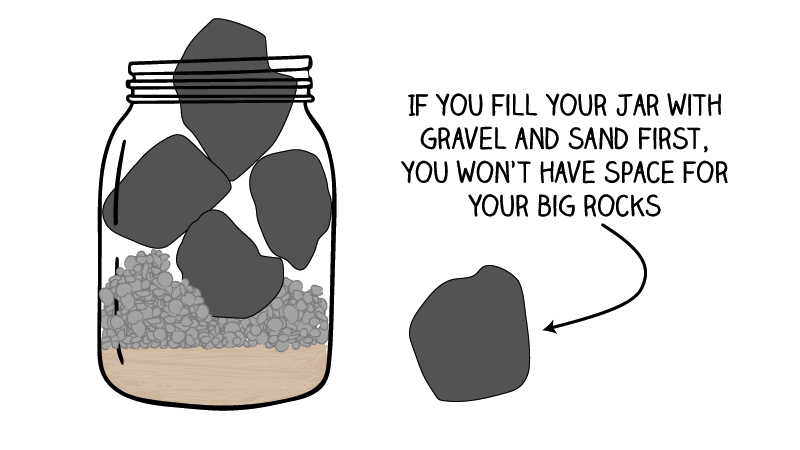 IF YOU FILL YOUR JAR WITH
GRAVEL AND SAND FIRST,
YOU WON'T HAVE SPACE FOR
YOUR BIG ROCKS